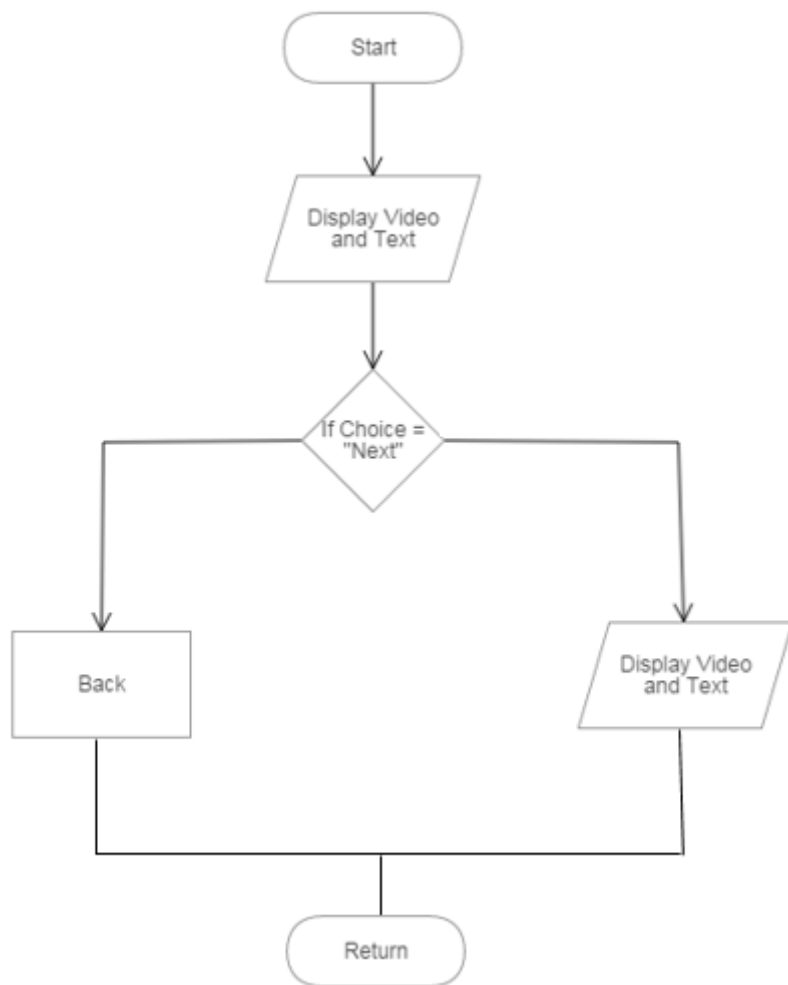 Start
Display Video
and Text
If Choice =
"Next"
Back
Display Video
and Text
Return